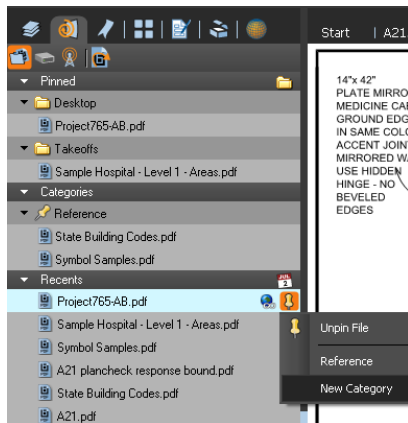 Start | A21
Pinned
Desktop
Project765-AB.pdf
Takeoffs
Sample Hospital - Level 1 - Areas.pdf
Categories
Reference
State Building Codes.pdf
Symbol Samples.pdf
Recents
JUL
2
Project765-AB.pdf
Sample Hospital - Level 1 - Areas.pdf
Symbol Samples.pdf
A21 plancheck response bound.pdf
State Building Codes.pdf
A21.pdf
14"x 42"
PLATE MIRRO
MEDICINE CA
GROUND EDG
IN SAME COL
ACCENT JOIN
MIRRORED W
USE HIDDEN
HINGE - NO
BEVELED
EDGES
Unpin File
Reference
New Category